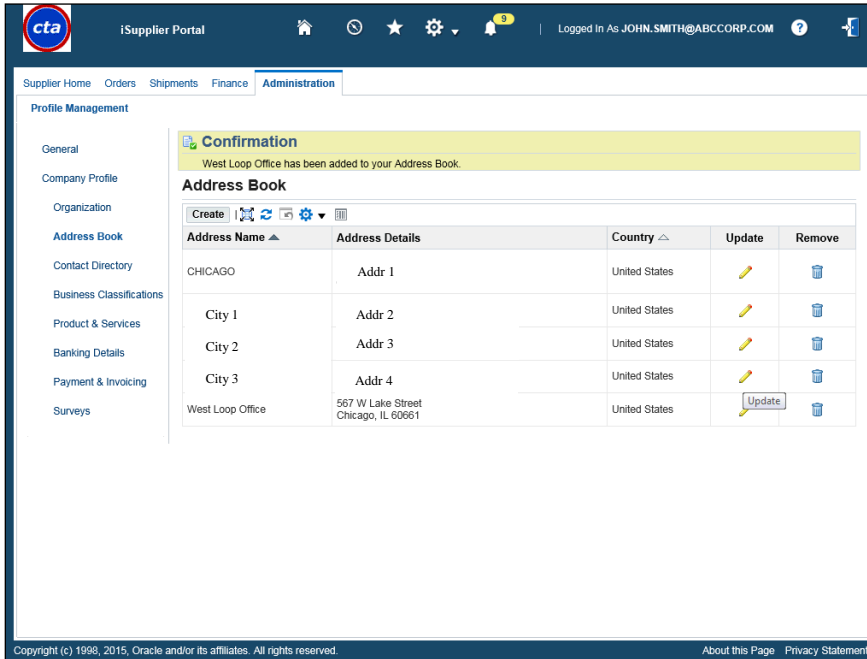 cta
iSupplier Portal
9
Logged In As JOHN.SMITH@ABCCORP.COM
?
Supplier Home Orders Shipments Finance Administration
Profile Management
General
Company Profile
Organization
Address Book
Contact Directory
Business Classifications
Product & Services
Banking Details
Payment & Invoicing
Surveys
Confirmation
West Loop Office has been added to your Address Book.
Address Book
Create
Address Name Address Details Country Update Remove
CHICAGO Addr 1 United States
City 1 Addr 2 United States
City 2 Addr 3 United States
City 3 Addr 4 United States
Update
West Loop Office 567 W Lake Street United States
Chicago, IL 60661
Copyright (c) 1998, 2015, Oracle and/or its affiliates. All rights reserved.
About this Page Privacy Statement